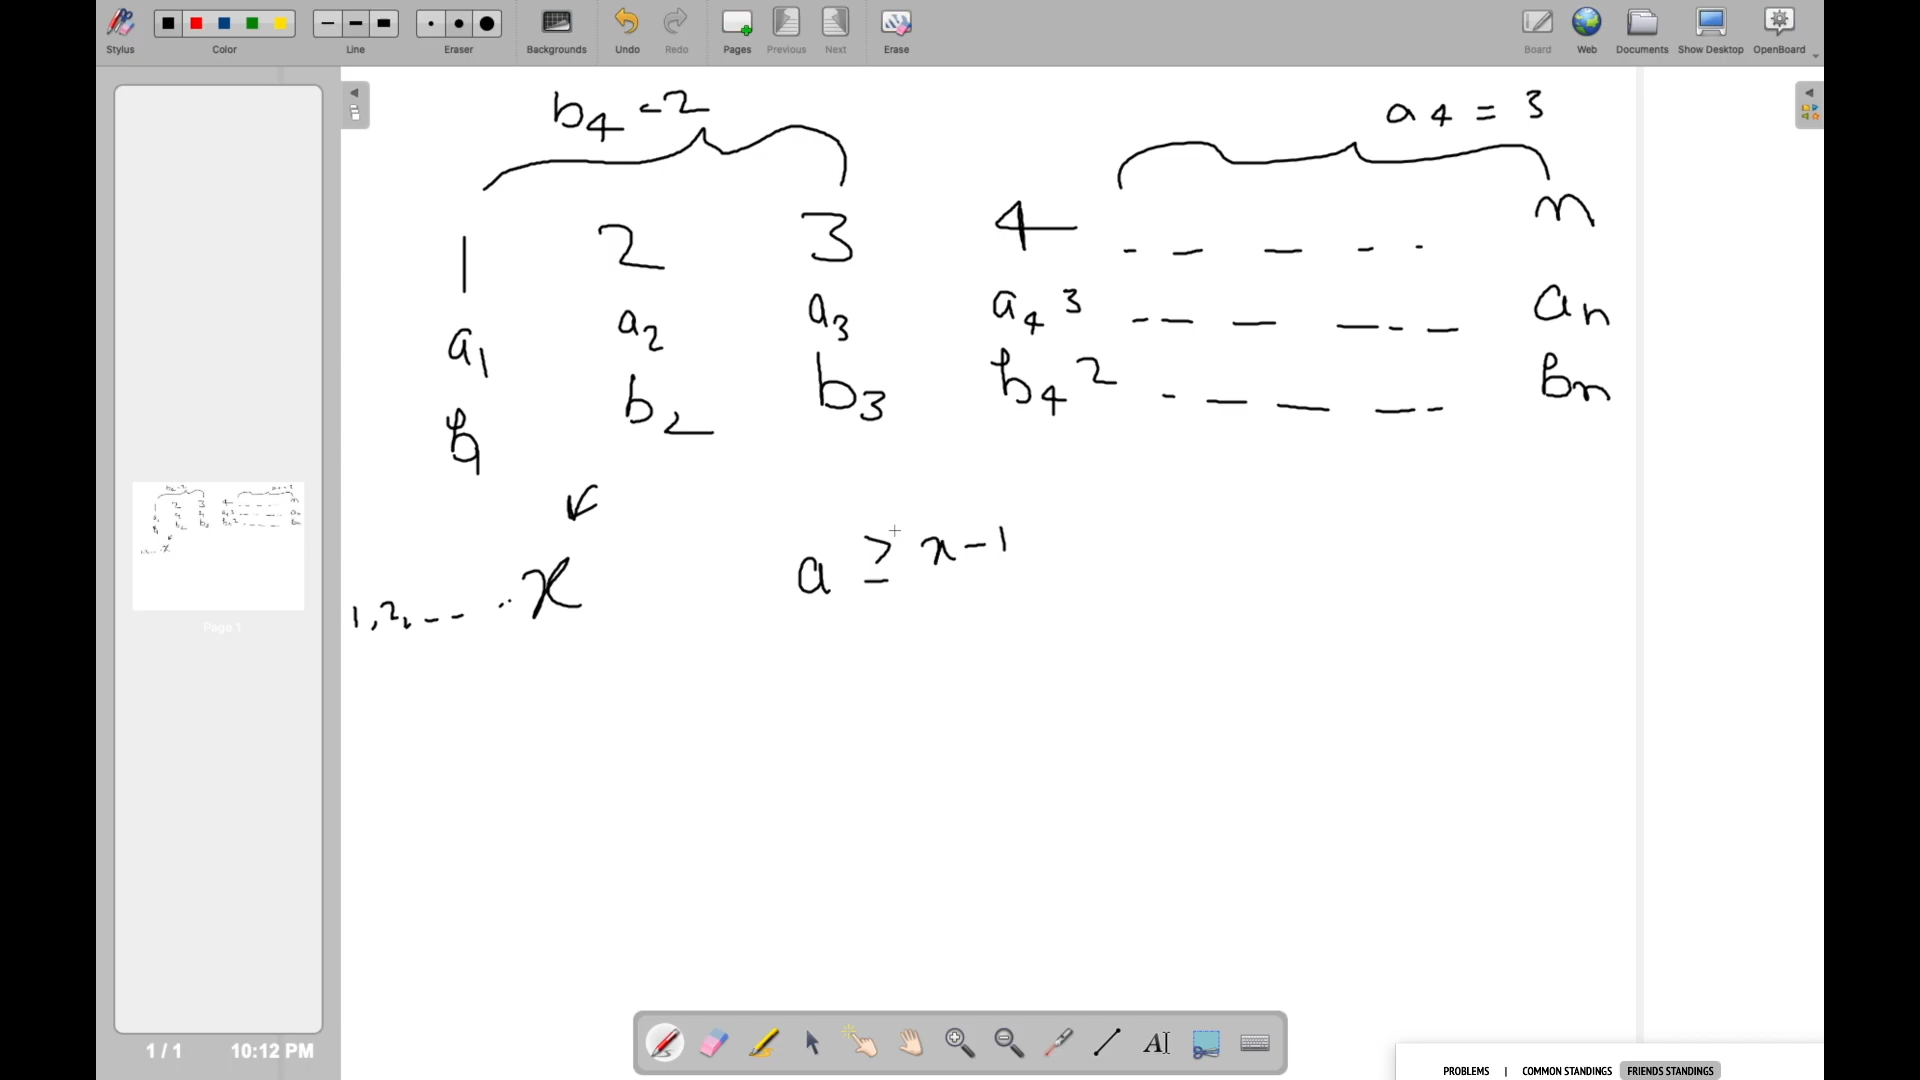 Stylus Color Line Eraser Backgrounds Undo Redo Pages Previous Next Erase Board Web Documents Show Desktop OpenBoard
b4 - 2
a4 = 3
1 2 3 4 - - - - - n
a1 a2 a3 a4 3 - - - - - - an
b1 b2 b3 b4 2 - - - - - bn
1, 2, - - .. x
a ≥ x - 1
Page 1
1 / 1 10:12 PM
PROBLEMS | COMMON STANDINGS FRIENDS STANDINGS